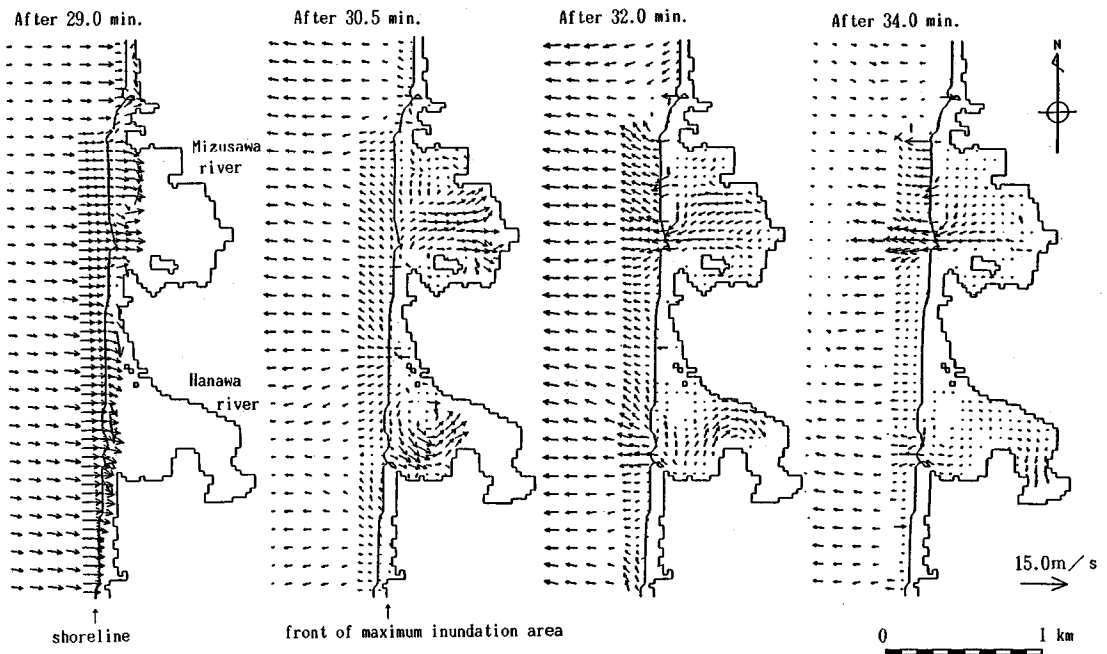 After 29.0 min.
After 30.5 min.
After 32.0 min.
After 34.0 min.
N
Mizusawa
river
Hanawa
river
15.0m/s
shoreline
front of maximum inundation area
0
1 km